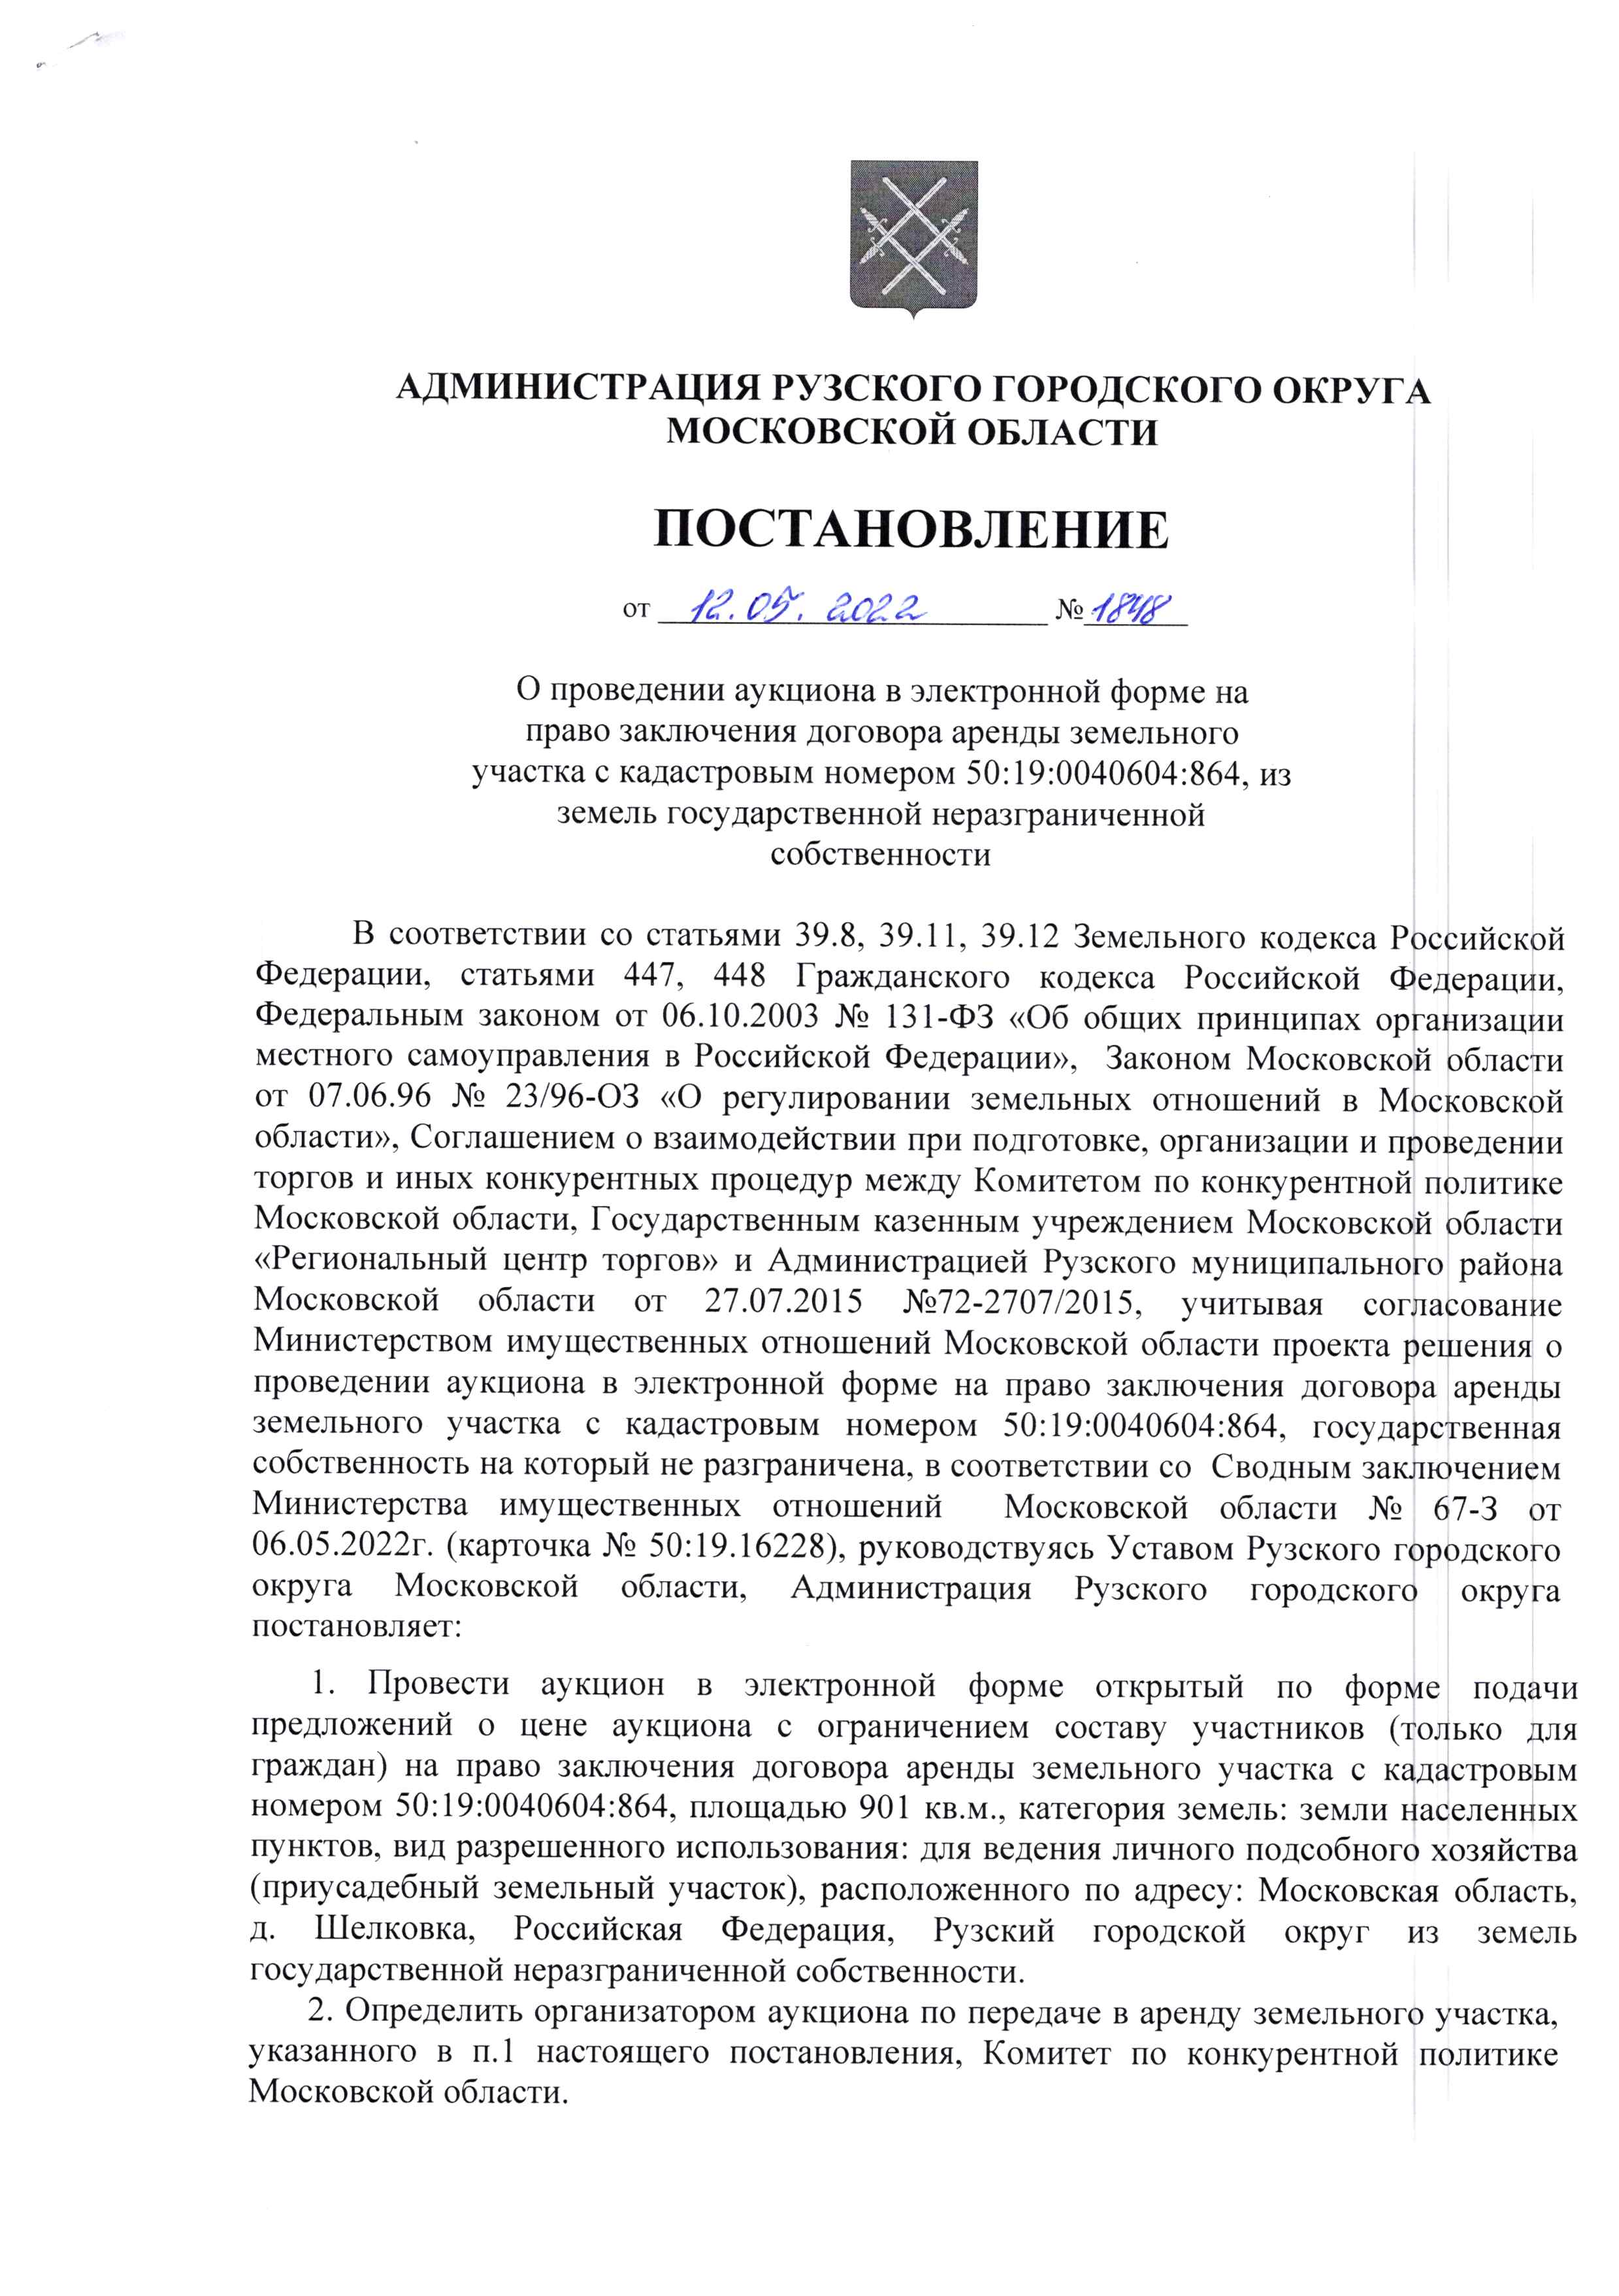 АДМИНИСТРАЦИЯ РУЗСКОГО ГОРОДСКОГО ОКРУГА
МОСКОВСКОЙ ОБЛАСТИ
ПОСТАНОВЛЕНИЕ
от 12.05.2022 № 1848
О проведении аукциона в электронной форме на
право заключения договора аренды земельного
участка с кадастровым номером 50:19:0040604:864, из
земель государственной неразграниченной
собственности
В соответствии со статьями 39.8, 39.11, 39.12 Земельного кодекса Российской
Федерации, статьями 447, 448 Гражданского кодекса Российской Федерации,
Федеральным законом от 06.10.2003 № 131-ФЗ «Об общих принципах организации
местного самоуправления в Российской Федерации», Законом Московской области
от 07.06.96 № 23/96-ОЗ «О регулировании земельных отношений в Московской
области», Соглашением о взаимодействии при подготовке, организации и проведении
торгов и иных конкурентных процедур между Комитетом по конкурентной политике
Московской области, Государственным казенным учреждением Московской области
«Региональный центр торгов» и Администрацией Рузского муниципального района
Московской области от 27.07.2015 №72-2707/2015, учитывая согласование
Министерством имущественных отношений Московской области проекта решения о
проведении аукциона в электронной форме на право заключения договора аренды
земельного участка с кадастровым номером 50:19:0040604:864, государственная
собственность на который не разграничена, в соответствии со Сводным заключением
Министерства имущественных отношений Московской области № 67-З от
06.05.2022г. (карточка № 50:19.16228), руководствуясь Уставом Рузского городского
округа Московской области, Администрация Рузского городского округа
постановляет:
1. Провести аукцион в электронной форме открытый по форме подачи
предложений о цене аукциона с ограничением составу участников (только для
граждан) на право заключения договора аренды земельного участка с кадастровым
номером 50:19:0040604:864, площадью 901 кв.м., категория земель: земли населенных
пунктов, вид разрешенного использования: для ведения личного подсобного хозяйства
(приусадебный земельный участок), расположенного по адресу: Московская область,
д. Шелковка, Российская Федерация, Рузский городской округ из земель
государственной неразграниченной собственности.
2. Определить организатором аукциона по передаче в аренду земельного участка,
указанного в п.1 настоящего постановления, Комитет по конкурентной политике
Московской области.